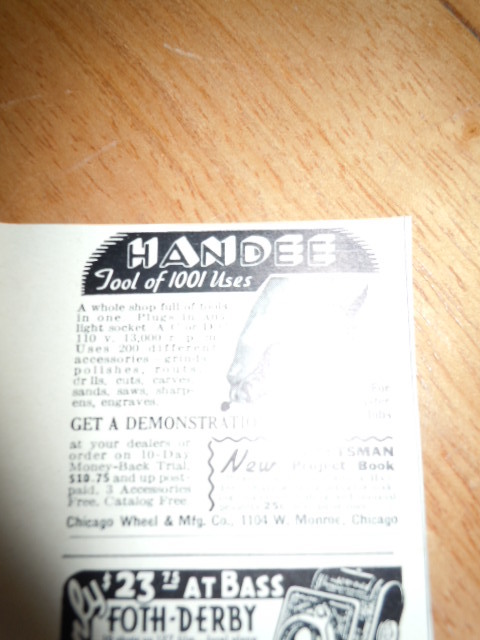 HANDEE
Tool of 1001 Uses
A whole shop full of tools
in one. Plugs in any
light socket A.C. or D.C.
110 v. 13,000 r. p. m.
Uses 200 different
accessories grinds,
polishes, routs,
drills, cuts, carves,
sands, saws, sharp-
ens, engraves.
GET A DEMONSTRATIO
at your dealers or
order on 10-Day
Money-Back Trial.
$10.75 and up post-
paid, 3 Accessories
Free. Catalog Free
For
New
Project Book
25
Chicago Wheel & Mfg. Co., 1104 W. Monroe, Chicago
$23.75 AT BASS
FOTH-DERBY